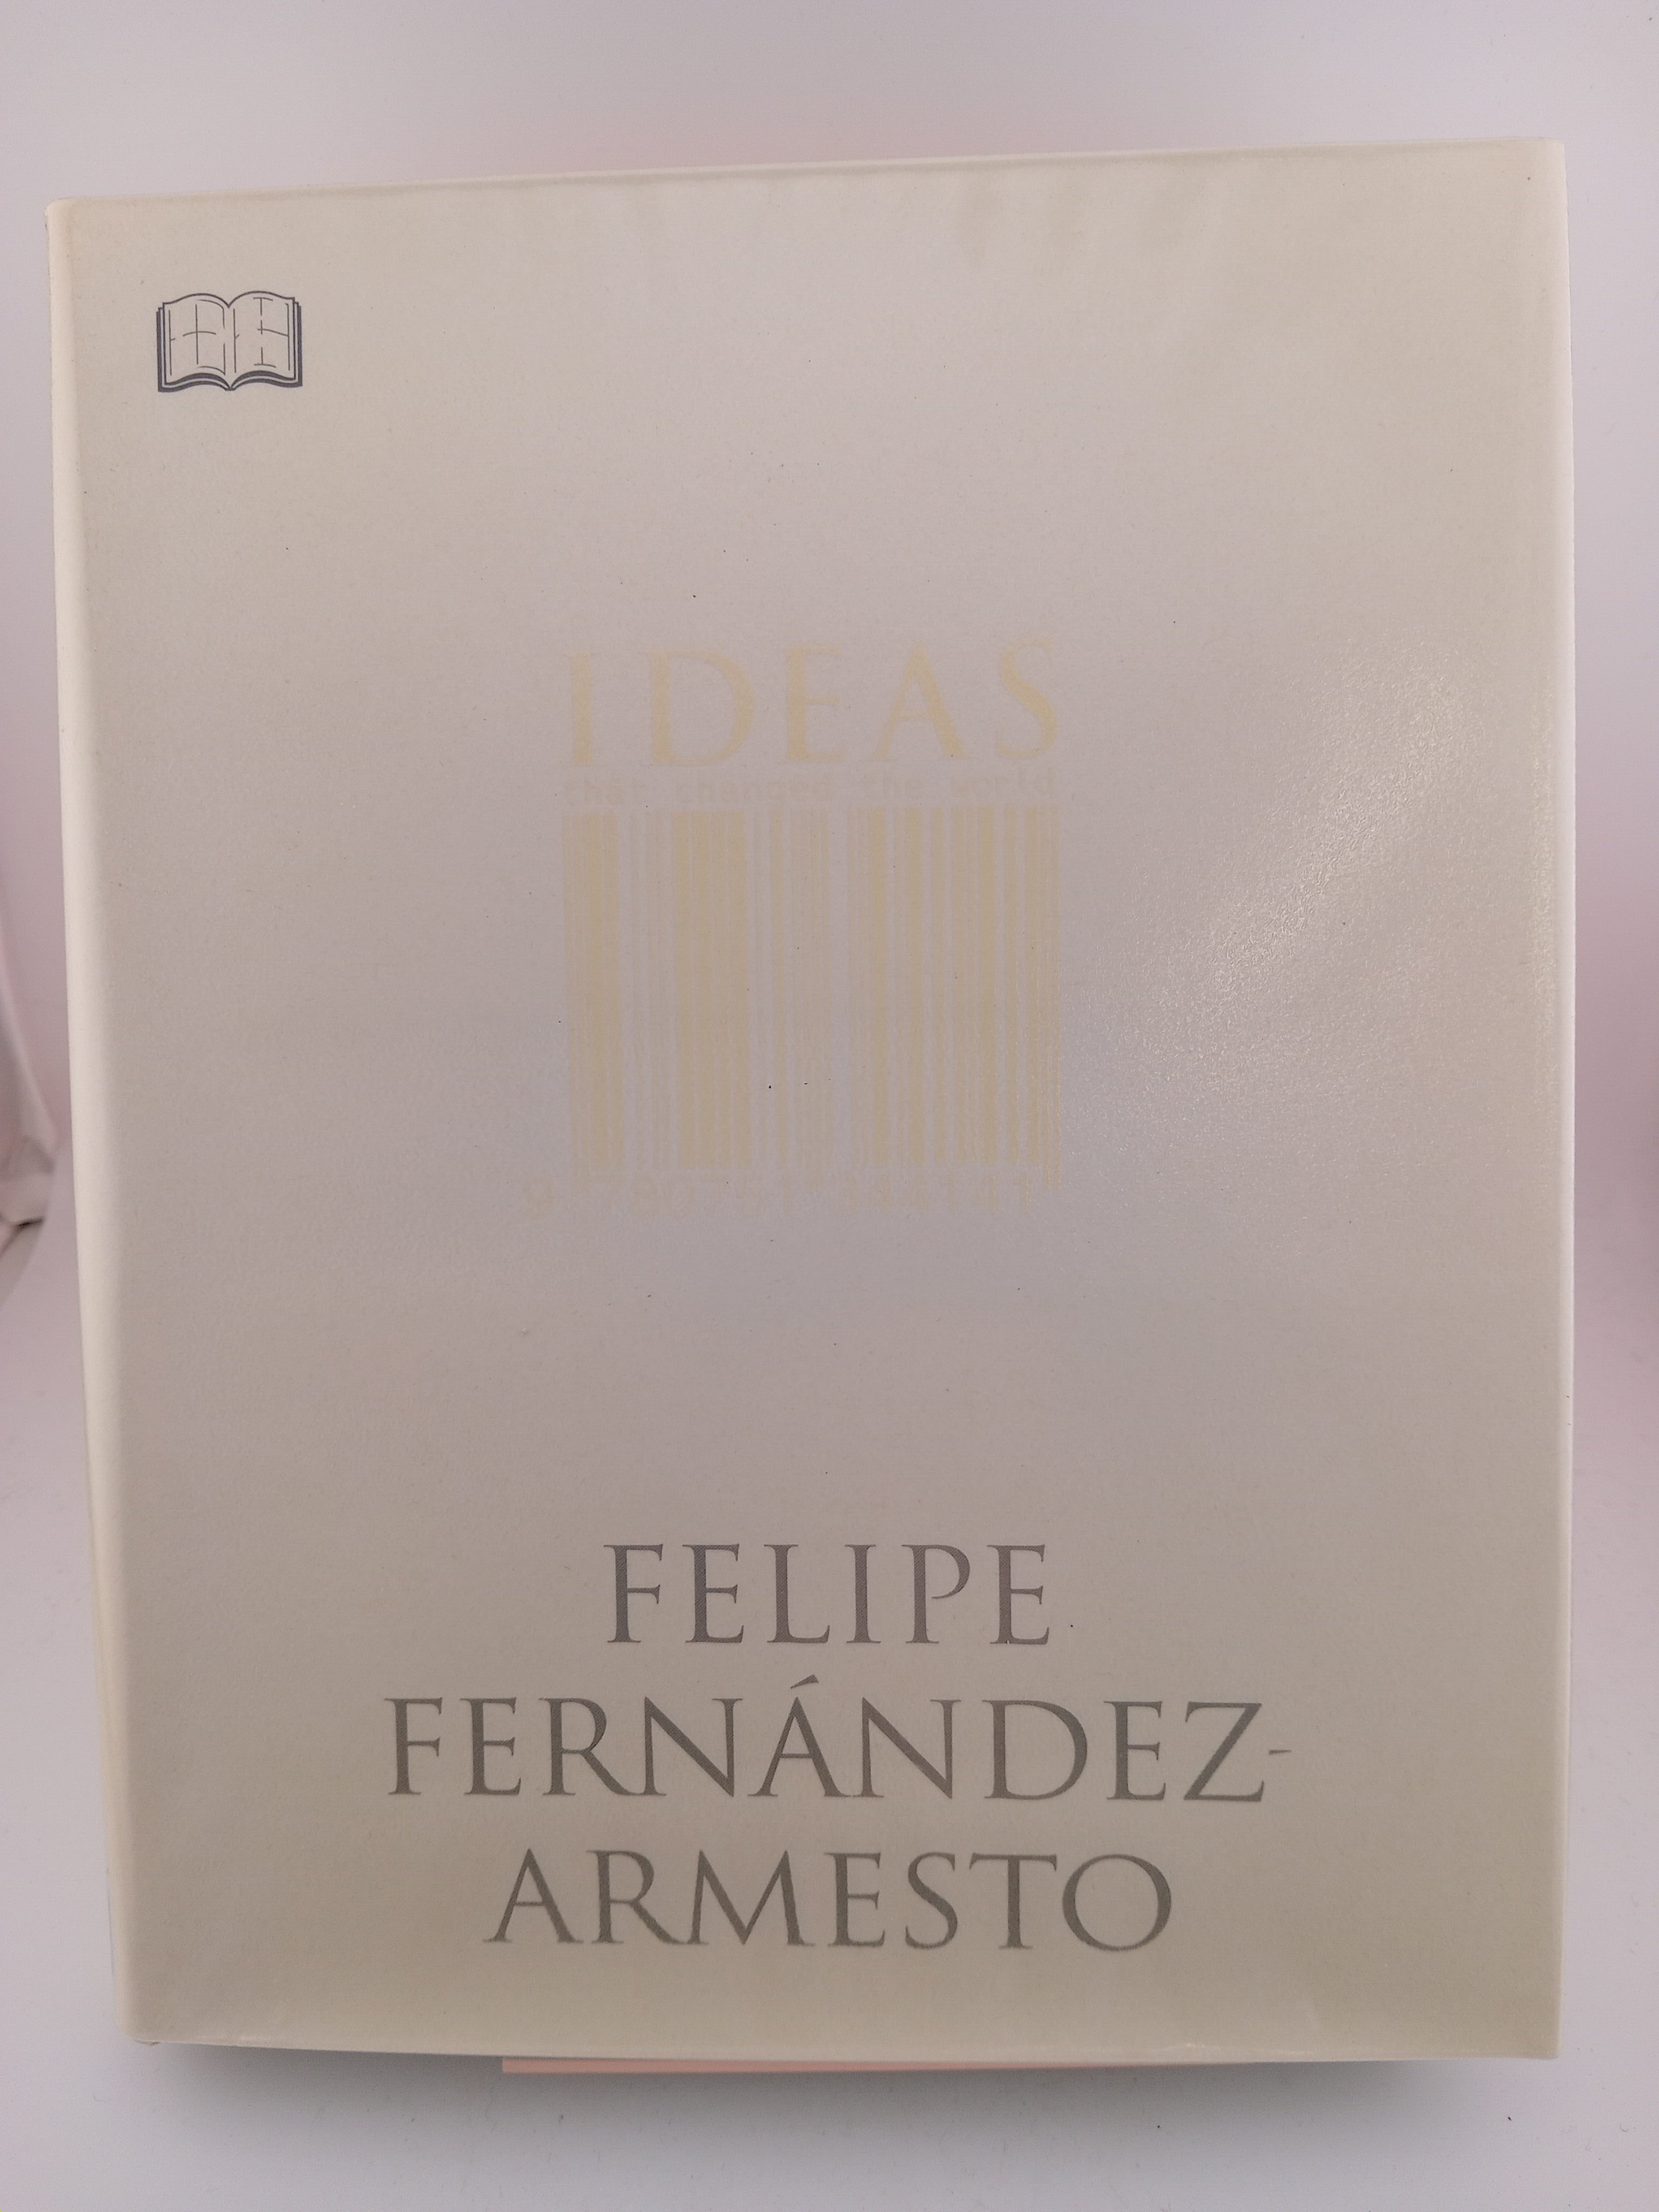 IDEAS
that changed the world
FELIPE
FERNÁNDEZ-
ARMESTO